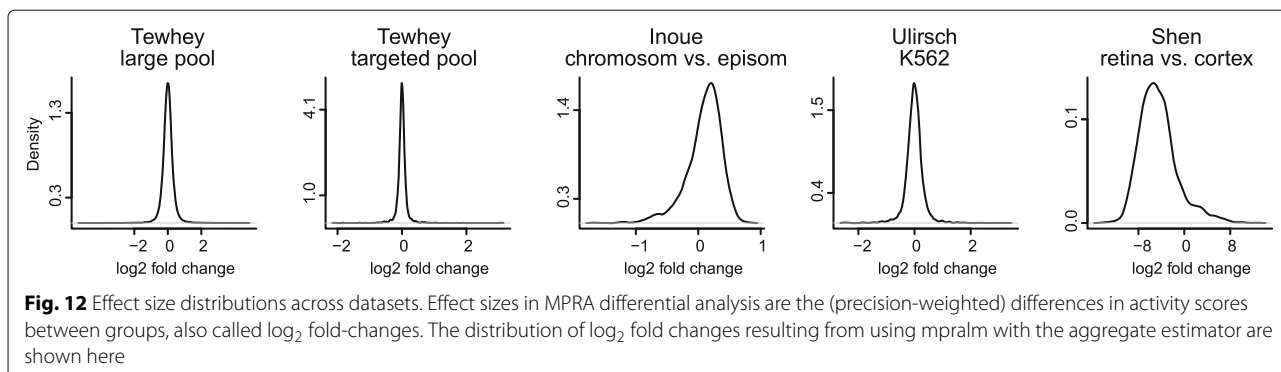 Tewhey
large pool
Tewhey
targeted pool
Inoue
chromosom vs. episom
Ulirsch
K562
Shen
retina vs. cortex
Density
1.3
0.3
−2 0 2
log2 fold change
4.1
1.0
−2 0 2
log2 fold change
1.4
0.3
−1 0 1
log2 fold change
1.5
0.4
−2 0 2
log2 fold change
0.1
0.0
−8 0 8
log2 fold change
Fig. 12 Effect size distributions across datasets. Effect sizes in MPRA differential analysis are the (precision-weighted) differences in activity scores
between groups, also called log2 fold-changes. The distribution of log2 fold changes resulting from using mpralm with the aggregate estimator are
shown here